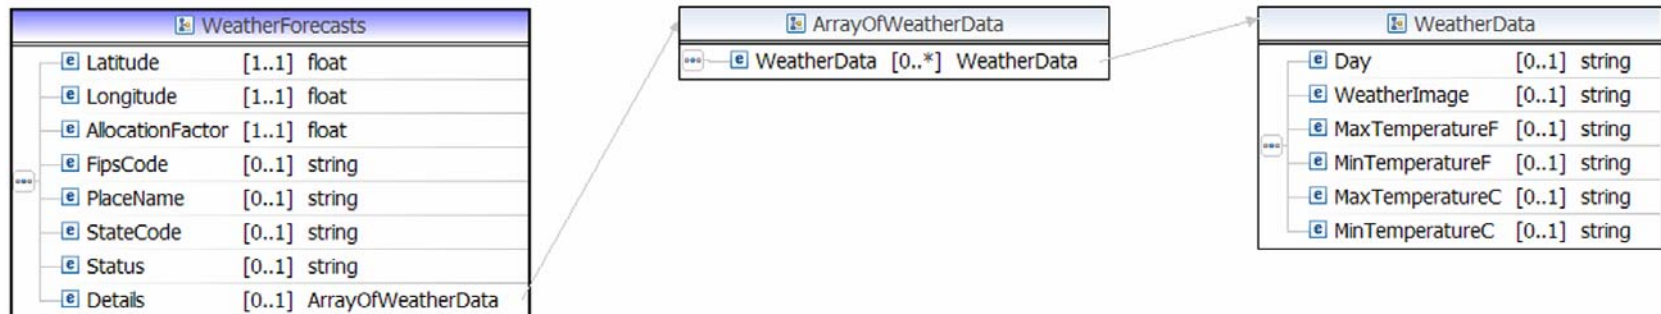 WeatherForecasts
e Latitude [1..1] float
e Longitude [1..1] float
e AllocationFactor [1..1] float
e FipsCode [0..1] string
e PlaceName [0..1] string
e StateCode [0..1] string
e Status [0..1] string
e Details [0..1] ArrayOfWeatherData
ArrayOfWeatherData
e WeatherData [0..*] WeatherData
WeatherData
e Day [0..1] string
e WeatherImage [0..1] string
e MaxTemperatureF [0..1] string
e MinTemperatureF [0..1] string
e MaxTemperatureC [0..1] string
e MinTemperatureC [0..1] string